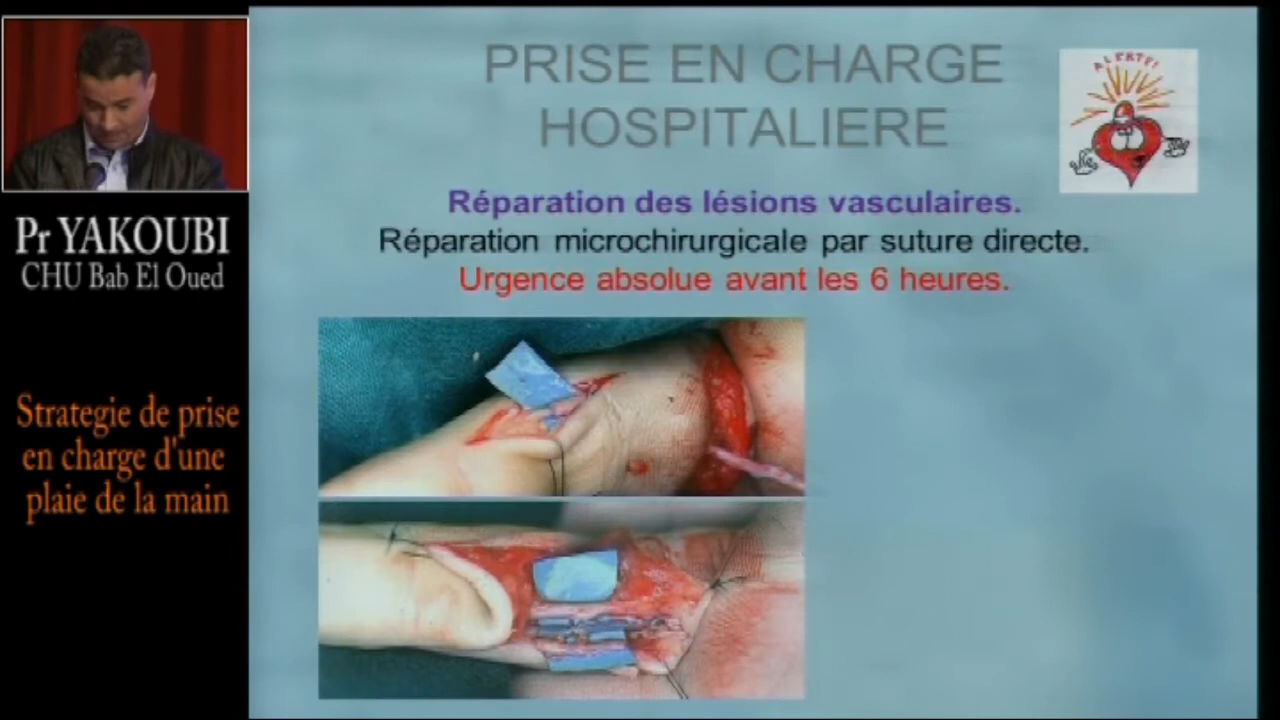 PRISE EN CHARGE
HOSPITALIERE
ALERTE!
Réparation des lésions vasculaires.
Réparation microchirurgicale par suture directe.
Urgence absolue avant les 6 heures.
Pr YAKOUBI
CHU Bab El Oued
Strategie de prise
en charge d'une
plaie de la main